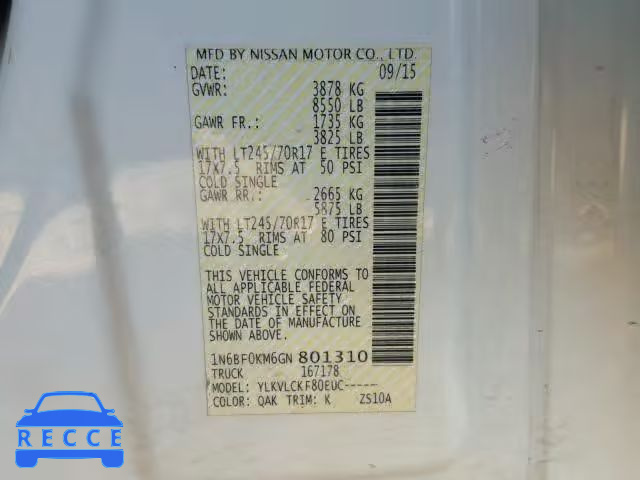 MFD BY NISSAN MOTOR CO., LTD.
DATE: 09/15
GVWR: 3878 KG
8550 LB
GAWR FR.: 1735 KG
3825 LB
WITH LT245/70R17 E TIRES
17X7.5 RIMS AT 50 PSI
COLD SINGLE
GAWR RR.: 2665 KG
5875 LB
WITH LT245/70R17 E TIRES
17X7.5 RIMS AT 80 PSI
COLD SINGLE
THIS VEHICLE CONFORMS TO
ALL APPLICABLE FEDERAL
MOTOR VEHICLE SAFETY
STANDARDS IN EFFECT ON
THE DATE OF MANUFACTURE
SHOWN ABOVE.
1N6BF0KM6GN 801310
TRUCK 167178
MODEL: YLKVLCKF80EUC-----
COLOR: QAK TRIM: K ZS10A
RECCE